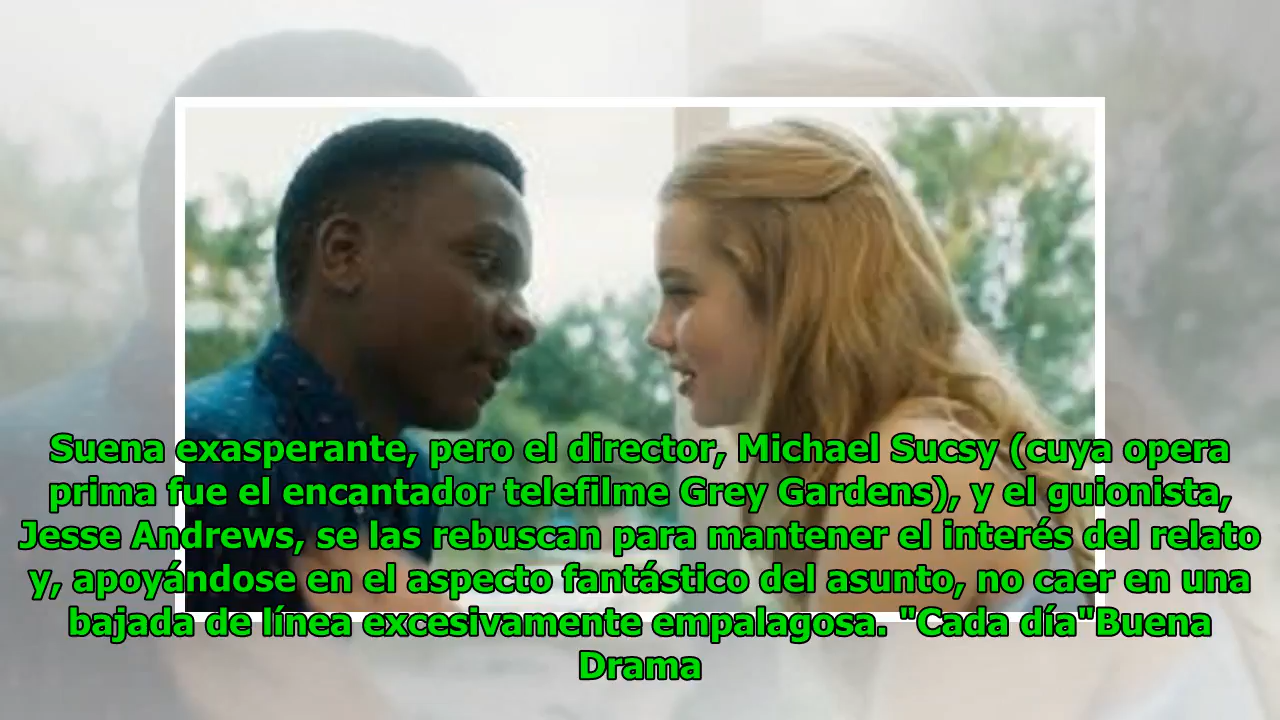 Suena exasperante, pero el director, Michael Sucsy (cuya opera
prima fue el encantador telefilme Grey Gardens), y el guionista,
Jesse Andrews, se las rebuscan para mantener el interés del relato
y, apoyándose en el aspecto fantástico del asunto, no caer en una
bajada de línea excesivamente empalagosa. "Cada día"Buena
Drama